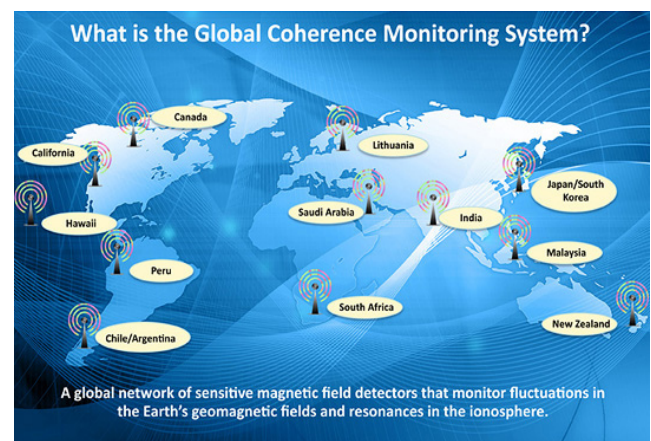 What is the Global Coherence Monitoring System?
Canada
California
Lithuania
Hawaii
Saudi Arabia
India
Japan/South
Korea
Peru
Malaysia
South Africa
Chile/Argentina
New Zealand
A global network of sensitive magnetic field detectors that monitor fluctuations in
the Earth's geomagnetic fields and resonances in the ionosphere.